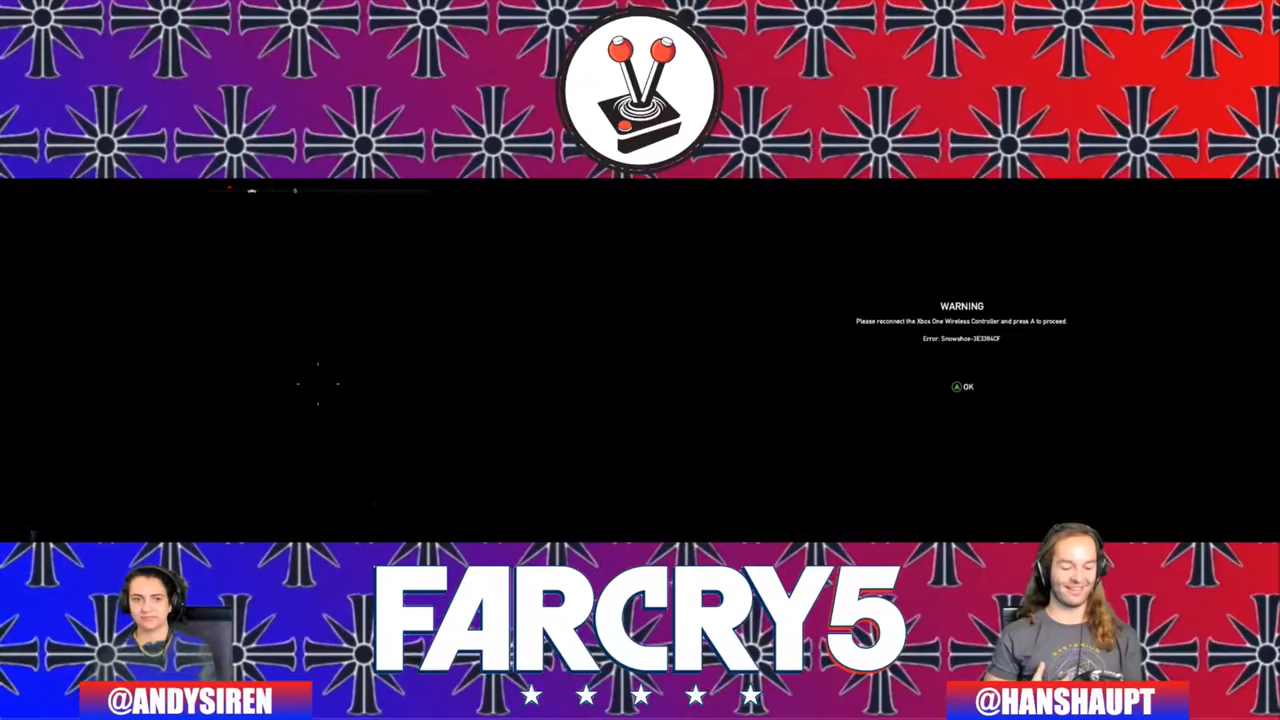 S
WARNING
Please reconnect the Xbox One Wireless Controller and press A to proceed.
Error: Snowshoe-3E3384CF
A OK
FARCRY5
@ANDYSIREN
@HANSHAUPT